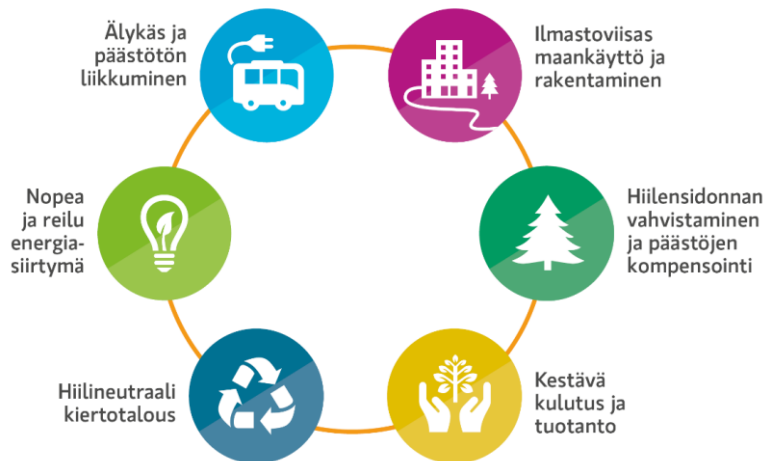 Älykäs ja
päästötön
liikkuminen
Ilmastoviisas
maankäyttö ja
rakentaminen
Nopea
ja reilu
energia-
siirtymä
Hiilensidonnan
vahvistaminen
ja päästöjen
kompensointi
Hiilineutraali
kiertotalous
Kestävä
kulutus ja
tuotanto